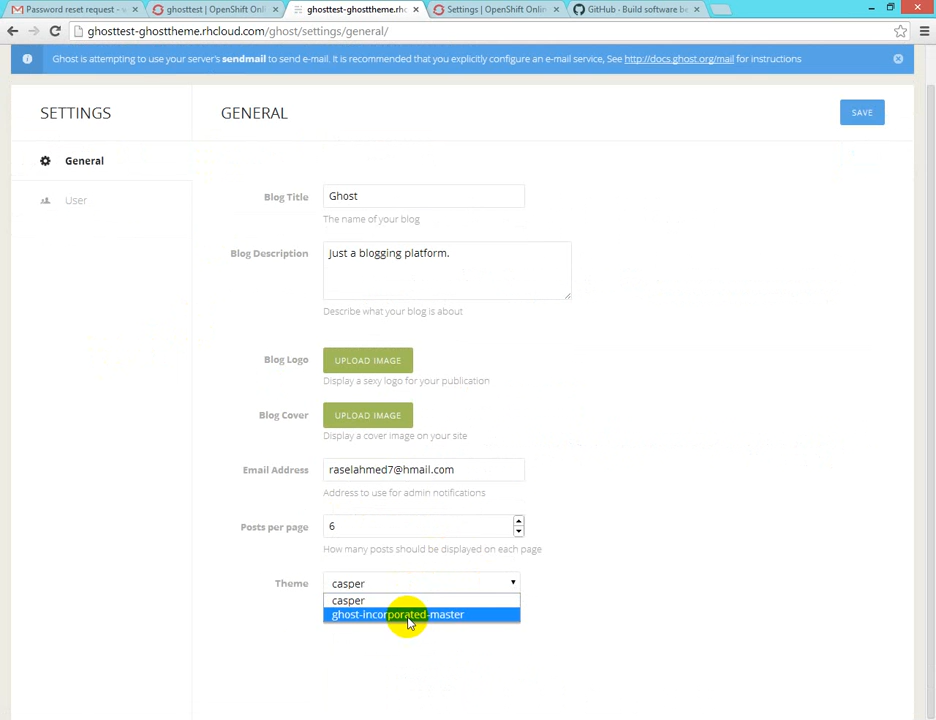 Password reset request - 
ghosttest | OpenShift Onlin
ghosttest-ghosttheme.rhc
Settings | OpenShift Onlin
GitHub - Build software be
ghosttest-ghosttheme.rhcloud.com/ghost/settings/general/
Ghost is attempting to use your server's sendmail to send e-mail. It is recommended that you explicitly configure an e-mail service, See http://docs.ghost.org/mail for instructions
SETTINGS
GENERAL
SAVE
General
User
Blog Title
Ghost
The name of your blog
Blog Description
Just a blogging platform.
Describe what your blog is about
Blog Logo
UPLOAD IMAGE
Display a sexy logo for your publication
Blog Cover
UPLOAD IMAGE
Display a cover image on your site
Email Address
raselahmed7@hmail.com
Address to use for admin notifications
Posts per page
6
How many posts should be displayed on each page
Theme
casper
casper
ghost-incorporated-master